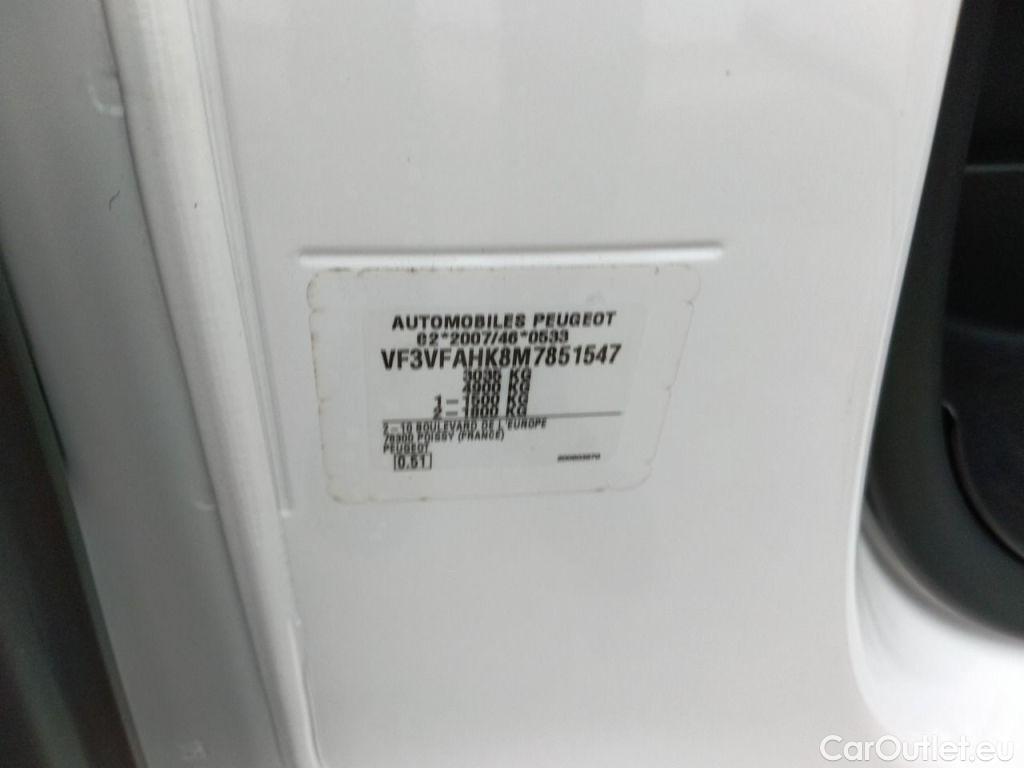 AUTOMOBILES PEUGEOT
e2*2007/46*0533
VF3VFAHK8M7851547
3095 KG
4900 KG
1 – 1500 KG
2 – 1800 KG
2 – 10 BOULEVARD DE L'EUROPE
78300 POISSY (FRANCE)
PEUGEOT
0.51
CarOutlet.eu